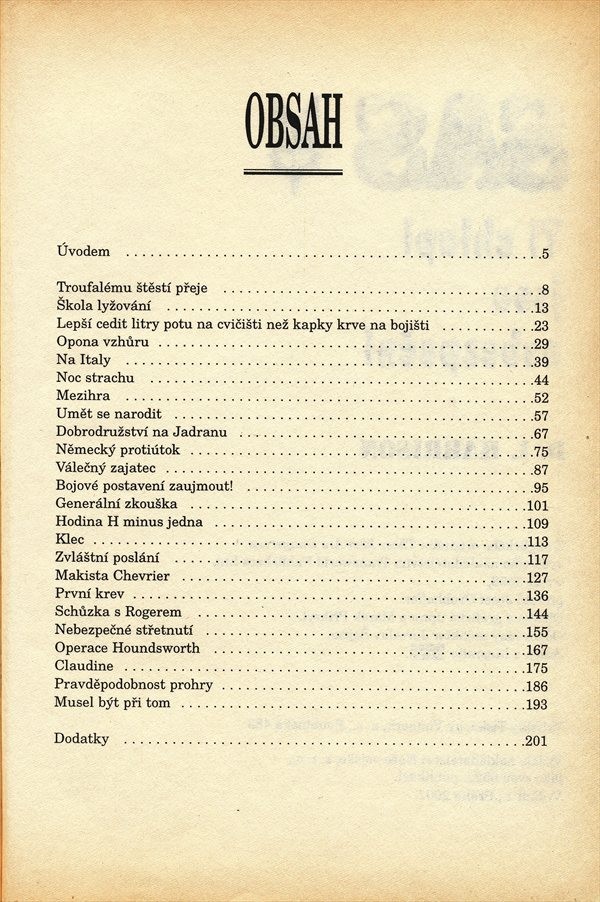 OBSAH
Úvodem . . . . . . . . . . . . . . . . . . . . . . . . . . . . . . . . . . . . . . . . . . 5
Troufalému štěstí přeje . . . . . . . . . . . . . . . . . . . . . . . . . . . . . . 8
Škola lyžování . . . . . . . . . . . . . . . . . . . . . . . . . . . . . . . . . . . . 13
Lepší cedit litry potu na cvičišti než kapky krve na bojišti . . . . . . . . 23
Opona vzhůru . . . . . . . . . . . . . . . . . . . . . . . . . . . . . . . . . . . . 29
Na Italy . . . . . . . . . . . . . . . . . . . . . . . . . . . . . . . . . . . . . . . . 39
Noc strachu . . . . . . . . . . . . . . . . . . . . . . . . . . . . . . . . . . . . . 44
Mezihra . . . . . . . . . . . . . . . . . . . . . . . . . . . . . . . . . . . . . . . . 52
Umět se narodit . . . . . . . . . . . . . . . . . . . . . . . . . . . . . . . . . . 57
Dobrodružství na Jadranu . . . . . . . . . . . . . . . . . . . . . . . . . . . . 67
Německý protiútok . . . . . . . . . . . . . . . . . . . . . . . . . . . . . . . . 75
Válečný zajatec . . . . . . . . . . . . . . . . . . . . . . . . . . . . . . . . . . . 87
Bojové postavení zaujmout! . . . . . . . . . . . . . . . . . . . . . . . . . . . 95
Generální zkouška . . . . . . . . . . . . . . . . . . . . . . . . . . . . . . . . 101
Hodina H minus jedna . . . . . . . . . . . . . . . . . . . . . . . . . . . . . . 109
Klec . . . . . . . . . . . . . . . . . . . . . . . . . . . . . . . . . . . . . . . . . . 113
Zvláštní poslání . . . . . . . . . . . . . . . . . . . . . . . . . . . . . . . . . . 117
Makista Chevrier . . . . . . . . . . . . . . . . . . . . . . . . . . . . . . . . . 127
První krev . . . . . . . . . . . . . . . . . . . . . . . . . . . . . . . . . . . . . . 136
Schůzka s Rogerem . . . . . . . . . . . . . . . . . . . . . . . . . . . . . . . 144
Nebezpečné střetnutí . . . . . . . . . . . . . . . . . . . . . . . . . . . . . . 155
Operace Houndsworth . . . . . . . . . . . . . . . . . . . . . . . . . . . . . . 167
Claudine . . . . . . . . . . . . . . . . . . . . . . . . . . . . . . . . . . . . . . . 175
Pravděpodobnost prohry . . . . . . . . . . . . . . . . . . . . . . . . . . . . 186
Musel být při tom . . . . . . . . . . . . . . . . . . . . . . . . . . . . . . . . . 193
Dodatky . . . . . . . . . . . . . . . . . . . . . . . . . . . . . . . . . . . . . . . . 201